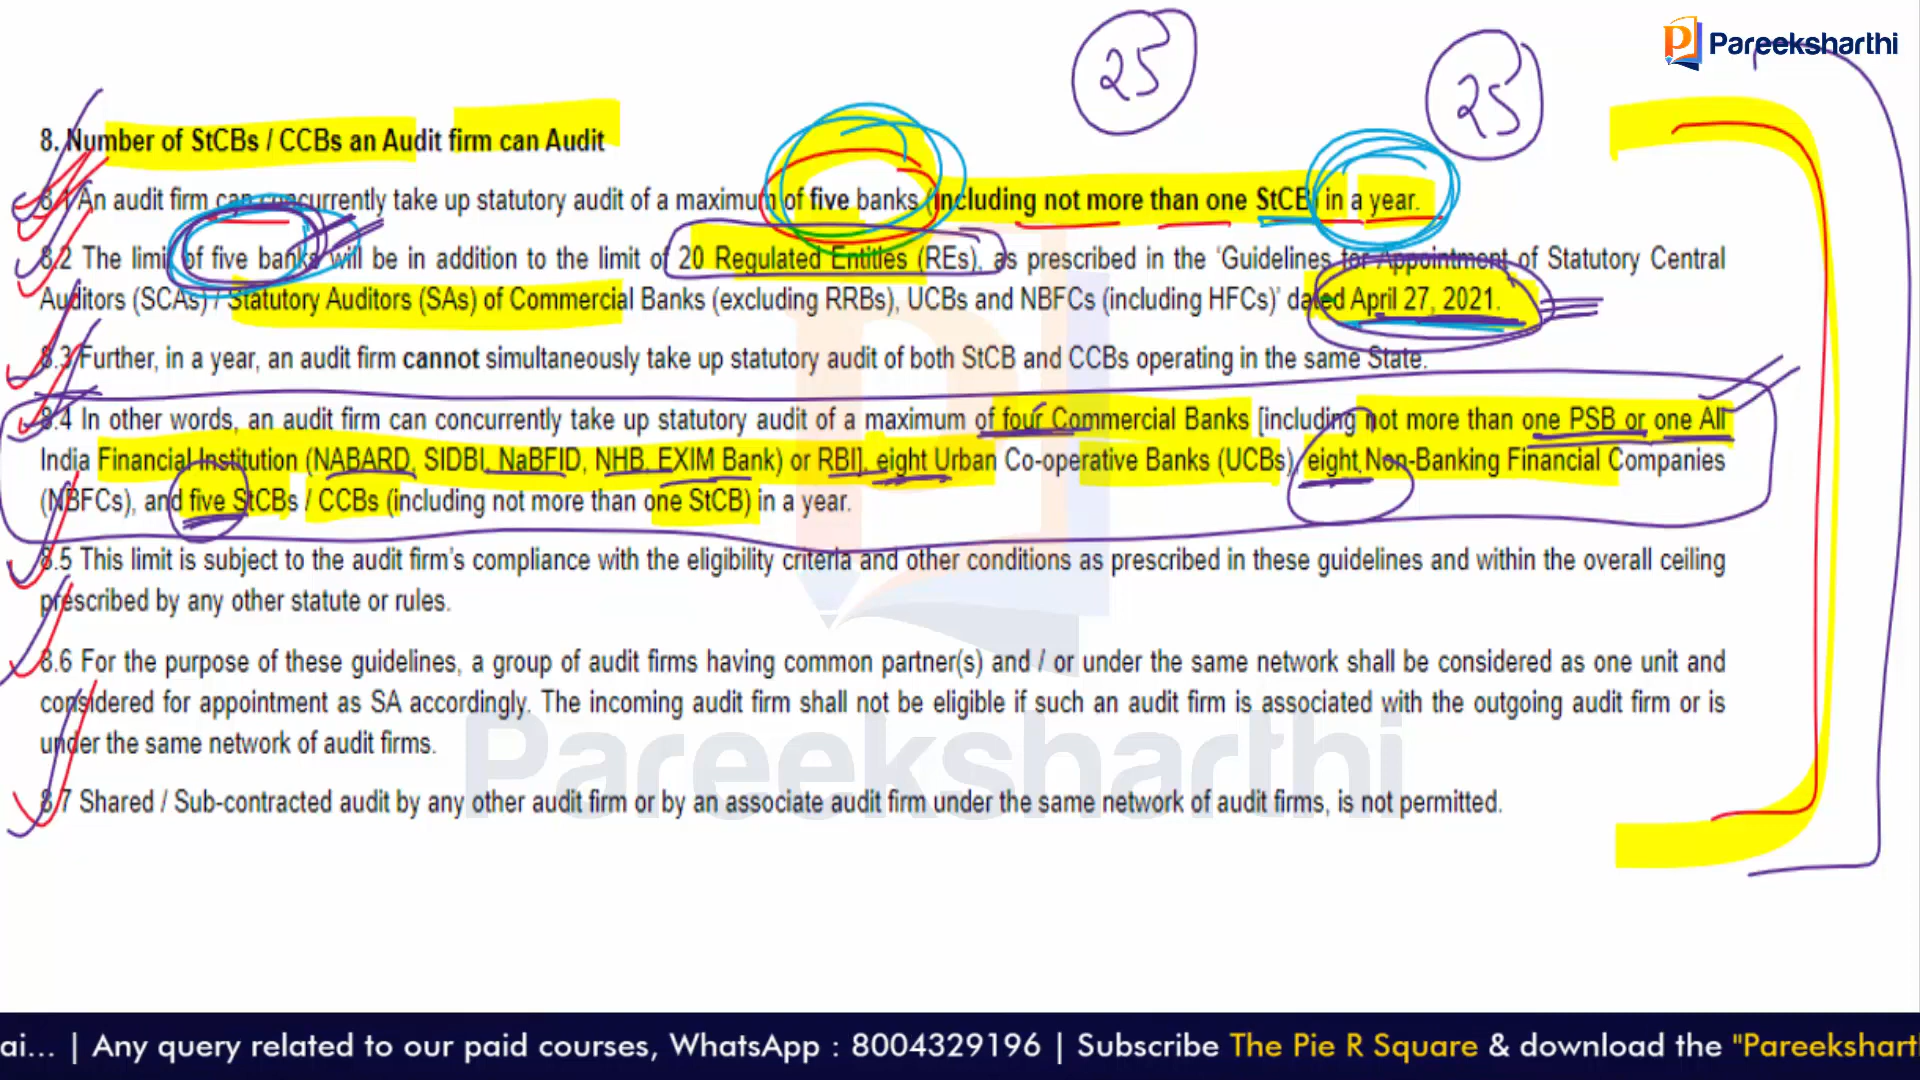 25
25
Pareeksharthi
8. Number of StCBs / CCBs an Audit firm can Audit
8.1 An audit firm can concurrently take up statutory audit of a maximum of five banks (including not more than one StCB) in a year.
8.2 The limit of five banks will be in addition to the limit of 20 Regulated Entities (REs), as prescribed in the ‘Guidelines for Appointment of Statutory Central
Auditors (SCAs) / Statutory Auditors (SAs) of Commercial Banks (excluding RRBs), UCBs and NBFCs (including HFCs)’ dated April 27, 2021.
8.3 Further, in a year, an audit firm cannot simultaneously take up statutory audit of both StCB and CCBs operating in the same State.
8.4 In other words, an audit firm can concurrently take up statutory audit of a maximum of four Commercial Banks [including not more than one PSB or one All
India Financial Institution (NABARD, SIDBI, NaBFID, NHB, EXIM Bank) or RBI], eight Urban Co-operative Banks (UCBs), eight Non-Banking Financial Companies
(NBFCs), and five StCBs / CCBs (including not more than one StCB) in a year.
8.5 This limit is subject to the audit firm’s compliance with the eligibility criteria and other conditions as prescribed in these guidelines and within the overall ceiling
prescribed by any other statute or rules.
8.6 For the purpose of these guidelines, a group of audit firms having common partner(s) and / or under the same network shall be considered as one unit and
considered for appointment as SA accordingly. The incoming audit firm shall not be eligible if such an audit firm is associated with the outgoing audit firm or is
under the same network of audit firms.
Pareeksharthi
8.7 Shared / Sub-contracted audit by any other audit firm or by an associate audit firm under the same network of audit firms, is not permitted.
ai... | Any query related to our paid courses, WhatsApp : 8004329196 | Subscribe The Pie R Square & download the "Pareekshart